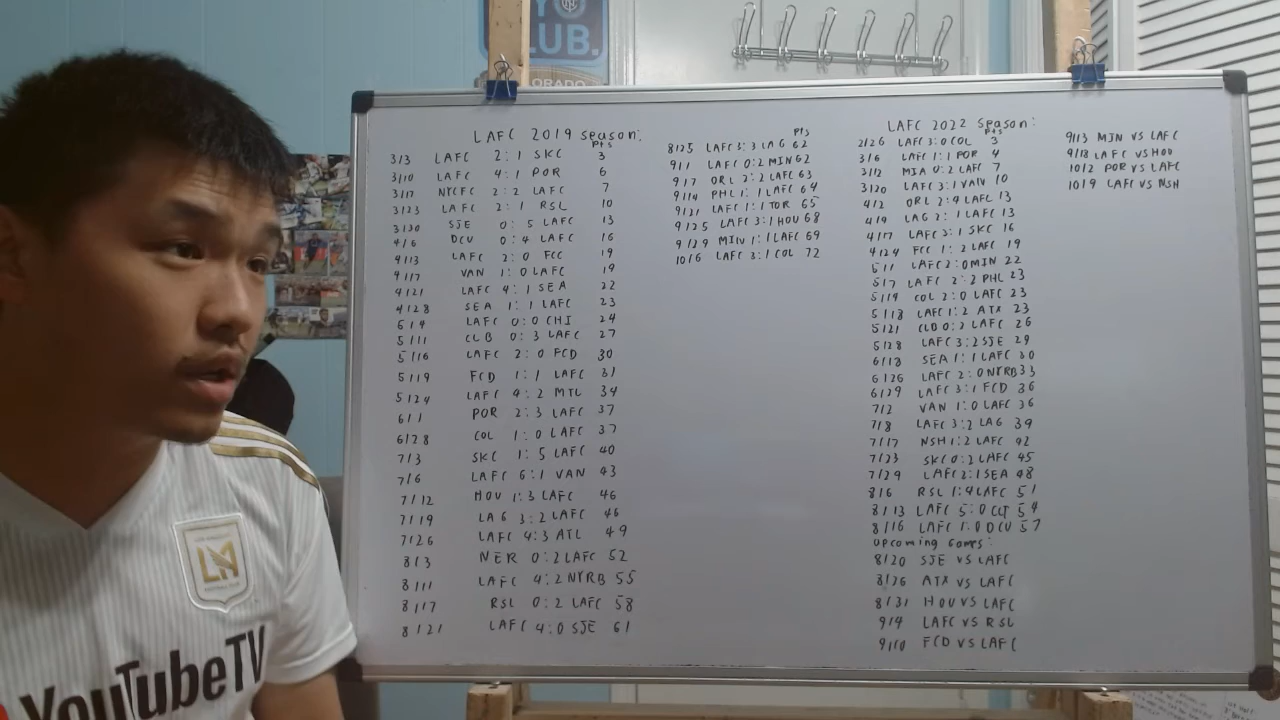 YO
CLUB.
ORADO
LAFC 2019 season:
Pts
3/3 LAFC 2:1 SKC 3
3/10 LAFC 4:1 POR 6
3/17 NYCFC 2:2 LAFC 7
3/23 LAFC 2:1 RSL 10
3/30 SJE 0:5 LAFC 13
4/6 DCU 0:4 LAFC 16
4/13 LAFC 2:0 FCC 19
4/17 VAN 1:0 LAFC 19
4/21 LAFC 4:1 SEA 22
4/28 SEA 1:1 LAFC 23
5/4 LAFC 0:0 CHI 24
5/11 CLB 0:3 LAFC 27
5/16 LAFC 2:0 FCD 30
5/19 FCD 1:1 LAFC 31
5/24 LAFC 4:2 MTL 34
6/1 POR 2:3 LAFC 37
6/28 COL 1:0 LAFC 37
7/3 SKC 1:5 LAFC 40
7/6 LAFC 6:1 VAN 43
7/12 HOU 1:3 LAFC 46
7/19 LAG 3:2 LAFC 46
7/26 LAFC 4:3 ATL 49
8/3 NER 0:2 LAFC 52
8/11 LAFC 4:2 NYRB 55
8/17 RSL 0:2 LAFC 58
8/21 LAFC 4:0 SJE 61
Pts
8/25 LAFC 3:3 LAG 62
9/1 LAFC 0:2 MIN 62
9/7 ORL 2:2 LAFC 63
9/14 PHL 1:1 LAFC 64
9/21 LAFC 1:1 TOR 65
9/25 LAFC 3:1 HOU 68
9/29 MIN 1:1 LAFC 69
10/6 LAFC 3:1 COL 72
LAFC 2022 season:
Pts
2/26 LAFC 3:0 COL 3
3/6 LAFC 1:1 POR 4
3/12 MIA 0:2 LAFC 7
3/20 LAFC 3:1 VAN 10
4/2 ORL 2:4 LAFC 13
4/9 LAG 2:1 LAFC 13
4/17 LAFC 3:1 SKC 16
4/24 FCC 1:2 LAFC 19
5/1 LAFC 2:0 MIN 22
5/7 LAFC 2:2 PHL 23
5/14 COL 2:0 LAFC 23
5/18 LAFC 1:2 ATX 23
5/21 CLB 0:2 LAFC 26
5/28 LAFC 3:2 SJE 29
6/18 SEA 1:1 LAFC 30
6/26 LAFC 2:0 NYRB 33
6/29 LAFC 3:1 FCD 36
7/2 VAN 1:0 LAFC 36
7/8 LAFC 3:2 LAG 39
7/17 NSH 1:2 LAFC 42
7/23 SKC 0:2 LAFC 45
7/29 LAFC 2:1 SEA 48
8/6 RSL 1:4 LAFC 51
8/13 LAFC 5:0 CLT 54
8/16 LAFC 1:0 DCU 57
Upcoming Games:
8/20 SJE VS LAFC
8/26 ATX VS LAFC
8/31 HOU VS LAFC
9/4 LAFC VS RSL
9/10 FCD VS LAFC
9/13 MIN VS LAFC
9/18 LAFC VS HOU
10/2 POR VS LAFC
10/9 LAFC VS NSH
LA
YouTubeTV